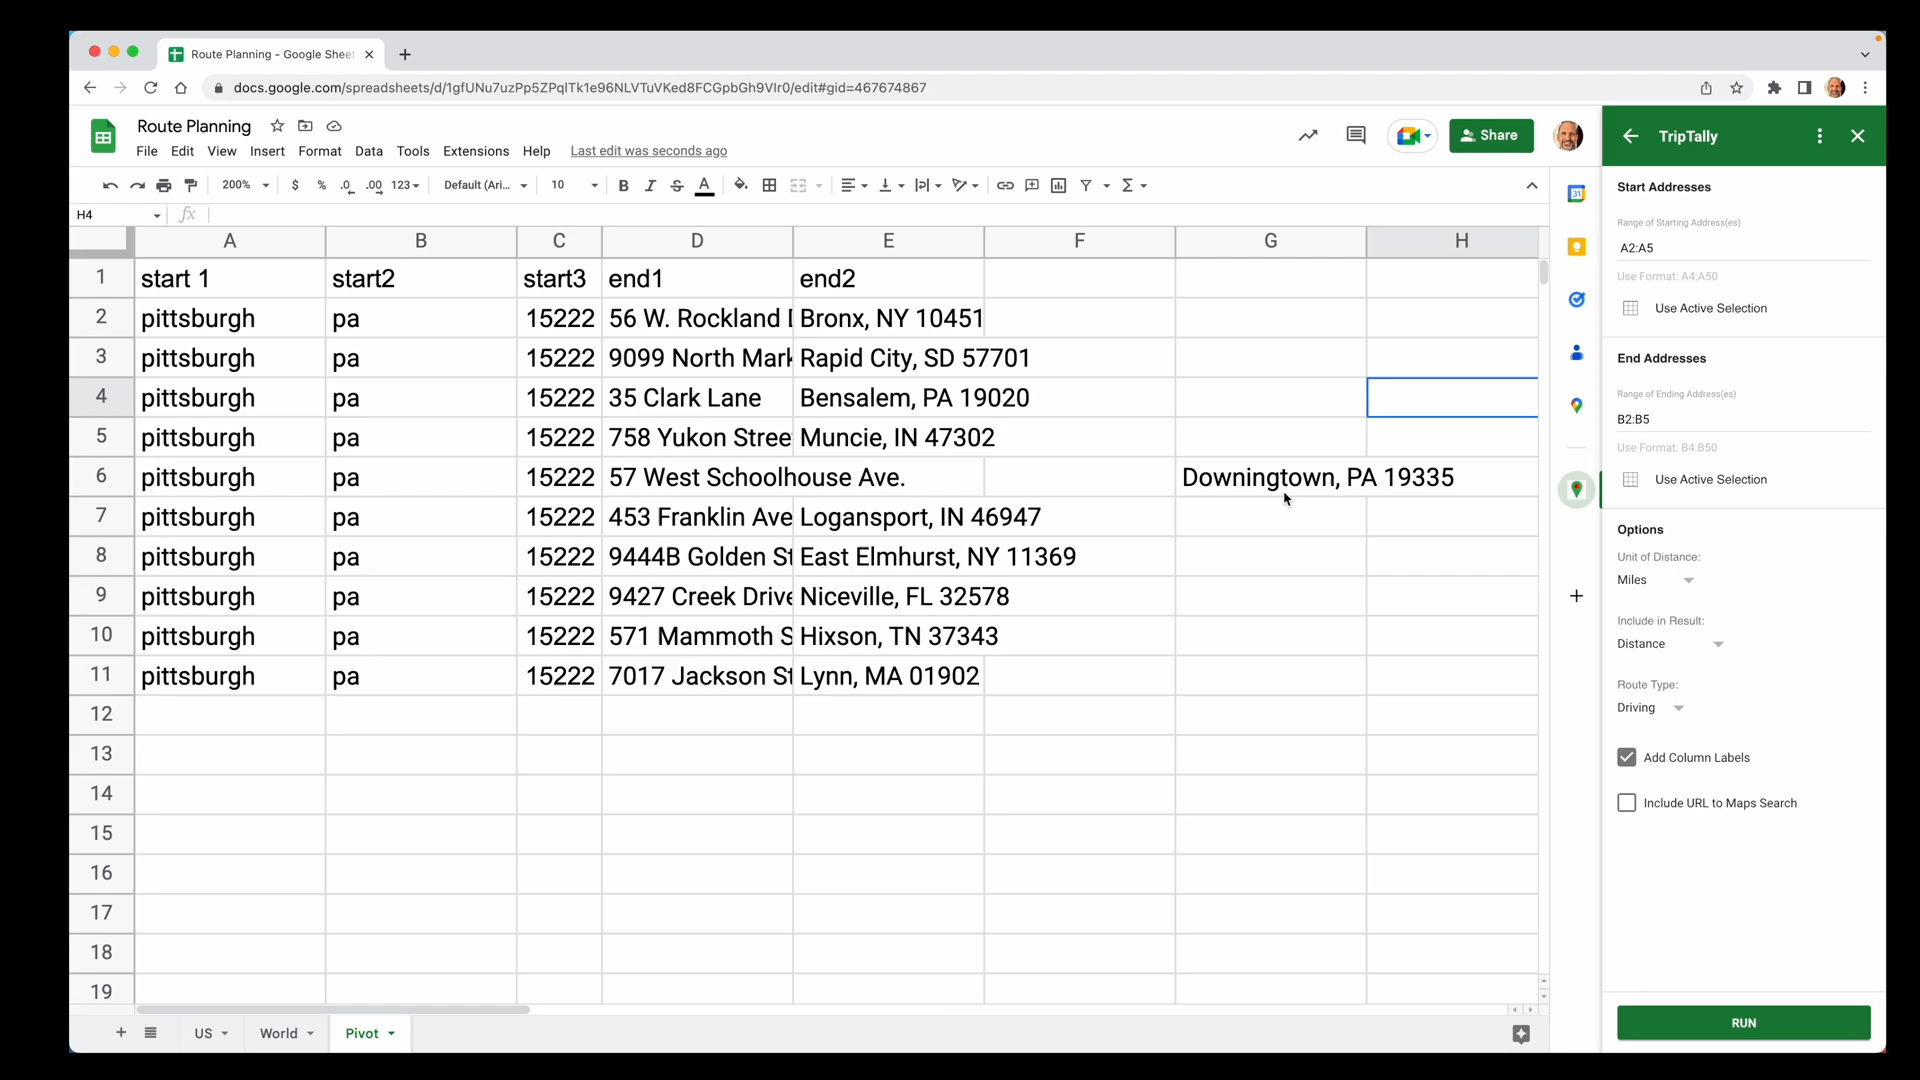 Route Planning - Google Sheet
docs.google.com/spreadsheets/d/1gfUNu7uzPp5ZPqITk1e96NLVTuVKed8FCGpbGh9VIr0/edit#gid=467674867
Route Planning
File Edit View Insert Format Data Tools Extensions Help Last edit was seconds ago
Share
200% $ % .0 .00 123 Default (Ari... 10 B I S A Σ
H4 fx
A B C D E F G H
1 start 1 start2 start3 end1 end2
2 pittsburgh pa 15222 56 W. Rockland Bronx, NY 10451
3 pittsburgh pa 15222 9099 North Mark Rapid City, SD 57701
4 pittsburgh pa 15222 35 Clark Lane Bensalem, PA 19020
5 pittsburgh pa 15222 758 Yukon Stree Muncie, IN 47302
6 pittsburgh pa 15222 57 West Schoolhouse Ave. Downingtown, PA 19335
7 pittsburgh pa 15222 453 Franklin Ave Logansport, IN 46947
8 pittsburgh pa 15222 9444B Golden St East Elmhurst, NY 11369
9 pittsburgh pa 15222 9427 Creek Drive Niceville, FL 32578
10 pittsburgh pa 15222 571 Mammoth S Hixson, TN 37343
11 pittsburgh pa 15222 7017 Jackson St Lynn, MA 01902
12
13
14
15
16
17
18
19
US World Pivot
31
TripTally
Start Addresses
Range of Starting Address(es)
A2:A5
Use Format: A4:A50
Use Active Selection
End Addresses
Range of Ending Address(es)
B2:B5
Use Format: B4:B50
Use Active Selection
Options
Unit of Distance:
Miles
Include in Result:
Distance
Route Type:
Driving
Add Column Labels
Include URL to Maps Search
RUN